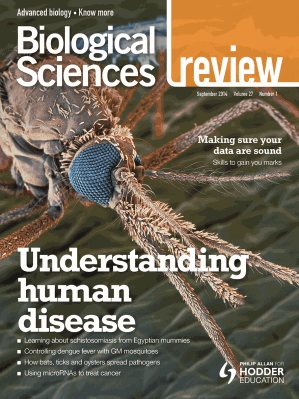 Advanced biology • Know more
Biological
Sciences
review
September 2014 Volume 27 Number 1
Making sure your
data are sound
Skills to gain you marks
Understanding
human
disease
■ Learning about schistosomiasis from Egyptian mummies
■ Controlling dengue fever with GM mosquitoes
■ How bats, ticks and oysters spread pathogens
■ Using microRNAs to treat cancer
PHILIP ALLAN FOR
HODDER
EDUCATION